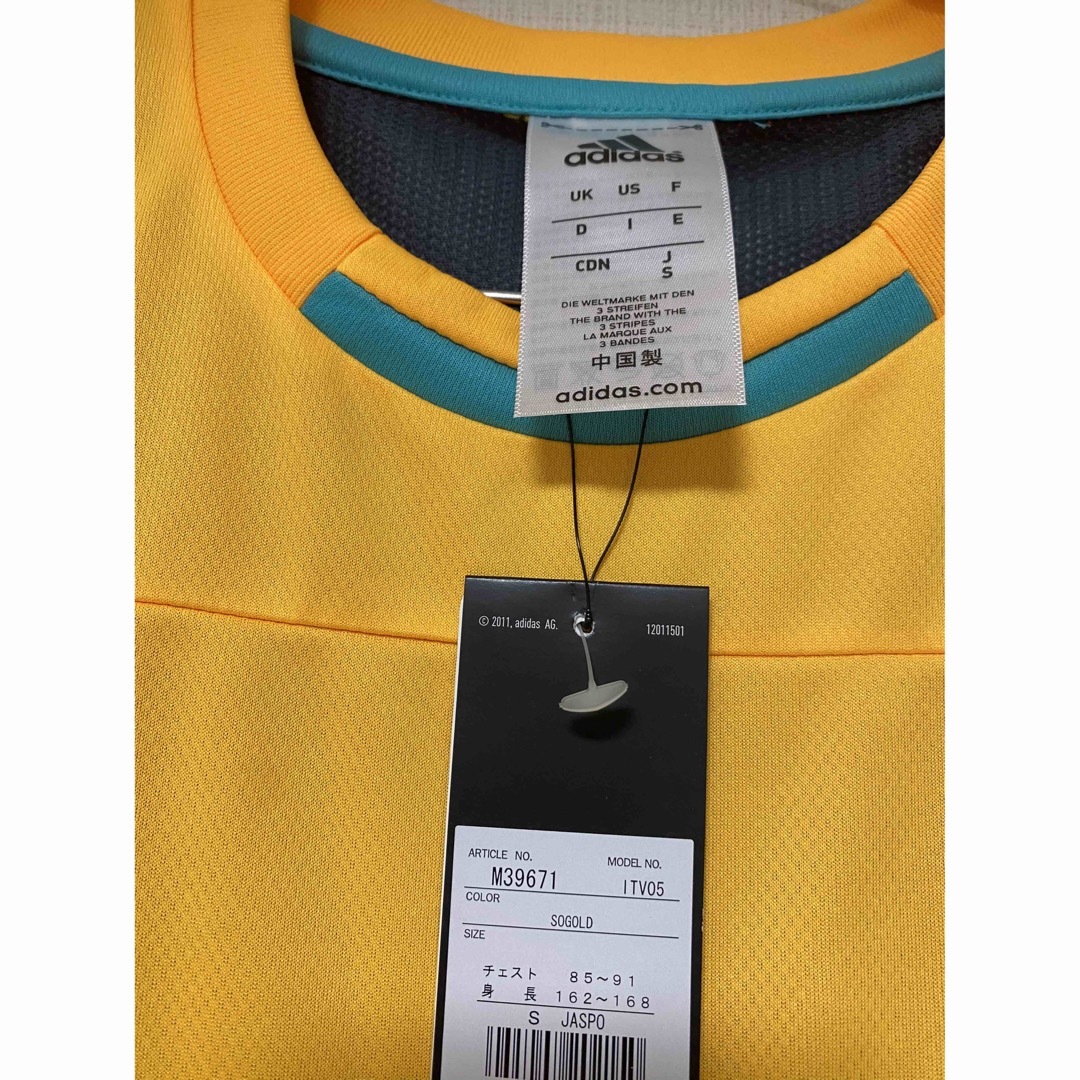 adidas
UK US F
D I E
CDN J
S
DIE WELTMARKE MIT DEN
3 STREIFEN
THE BRAND WITH THE
3 STRIPES
LA MARQUE AUX
3 BANDES
中国製
adidas.com
© 2011, adidas AG. 12011501
ARTICLE NO. MODEL NO.
M39671 ITV05
COLOR
SOGOLD
SIZE
チェスト 85～91
身 長 162～168
S JASPO